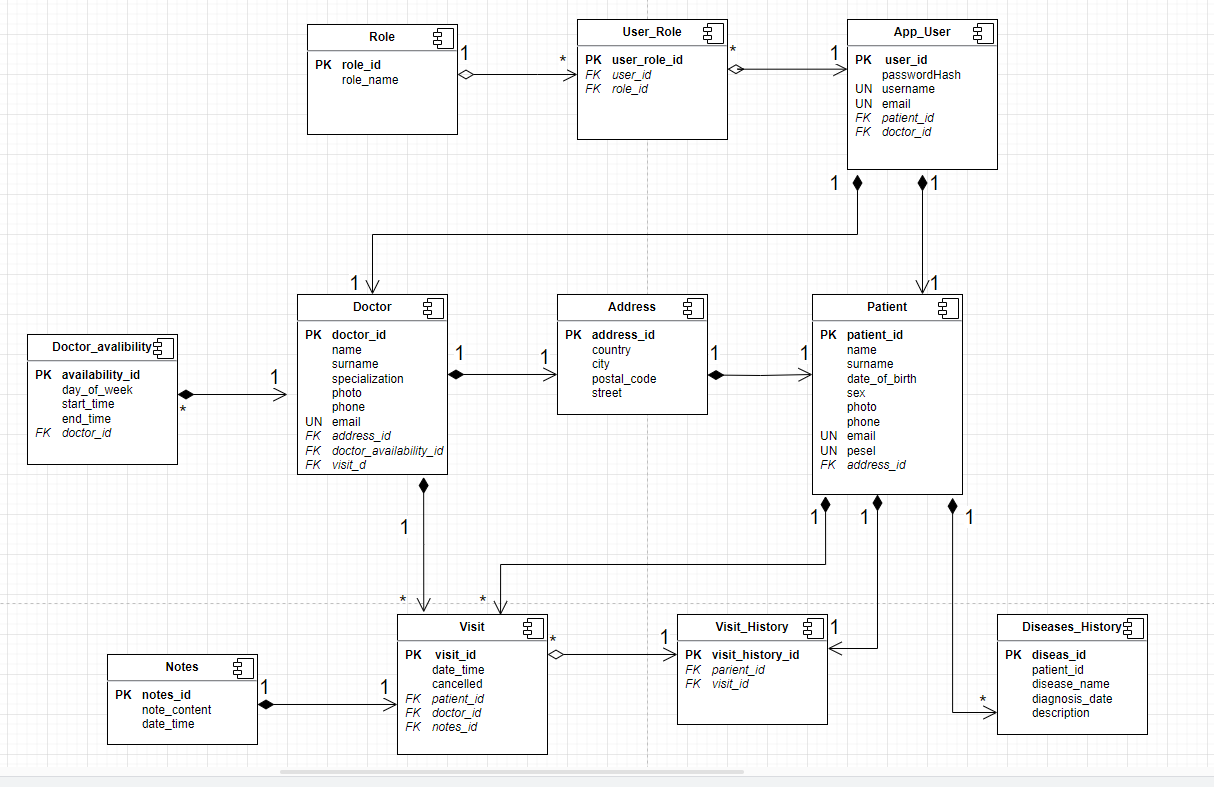 Role
PK role_id
role_name
1
*
User_Role
PK user_role_id
FK user_id
FK role_id
*
1
App_User
PK user_id
passwordHash
UN username
UN email
FK patient_id
FK doctor_id
1
1
1
1
Doctor_avalibility
PK availability_id
day_of_week
start_time
end_time
FK doctor_id
*
1
Doctor
PK doctor_id
name
surname
specialization
photo
phone
UN email
FK address_id
FK doctor_availability_id
FK visit_d
1
1
Address
PK address_id
country
city
postal_code
street
1
1
Patient
PK patient_id
name
surname
date_of_birth
sex
photo
phone
UN email
UN pesel
FK address_id
1
1
1
1
*
*
Notes
PK notes_id
note_content
date_time
1
1
Visit
PK visit_id
date_time
cancelled
FK patient_id
FK doctor_id
FK notes_id
*
1
Visit_History
PK visit_history_id
FK parient_id
FK visit_id
1
*
Diseases_History
PK diseas_id
patient_id
disease_name
diagnosis_date
description